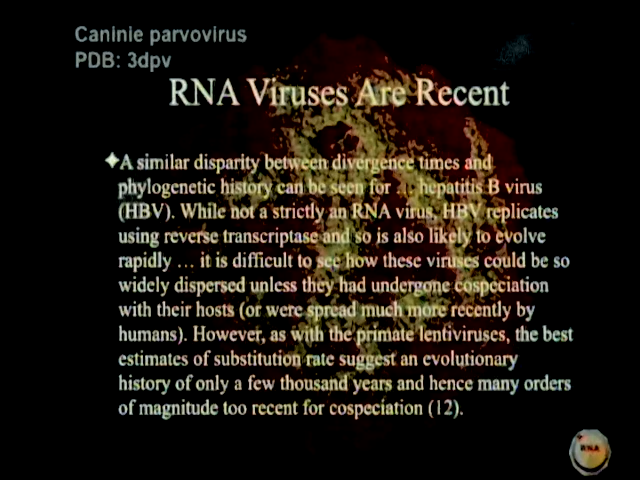 Caninie parvovirus
PDB: 3dpv
RNA Viruses Are Recent
✦A similar disparity between divergence times and
phylogenetic history can be seen for ... hepatitis B virus
(HBV). While not a strictly an RNA virus, HBV replicates
using reverse transcriptase and so is also likely to evolve
rapidly ... it is difficult to see how these viruses could be so
widely dispersed unless they had undergone cospeciation
with their hosts (or were spread much more recently by
humans). However, as with the primate lentiviruses, the best
estimates of substitution rate suggest an evolutionary
history of only a few thousand years and hence many orders
of magnitude too recent for cospeciation (12).
RNA